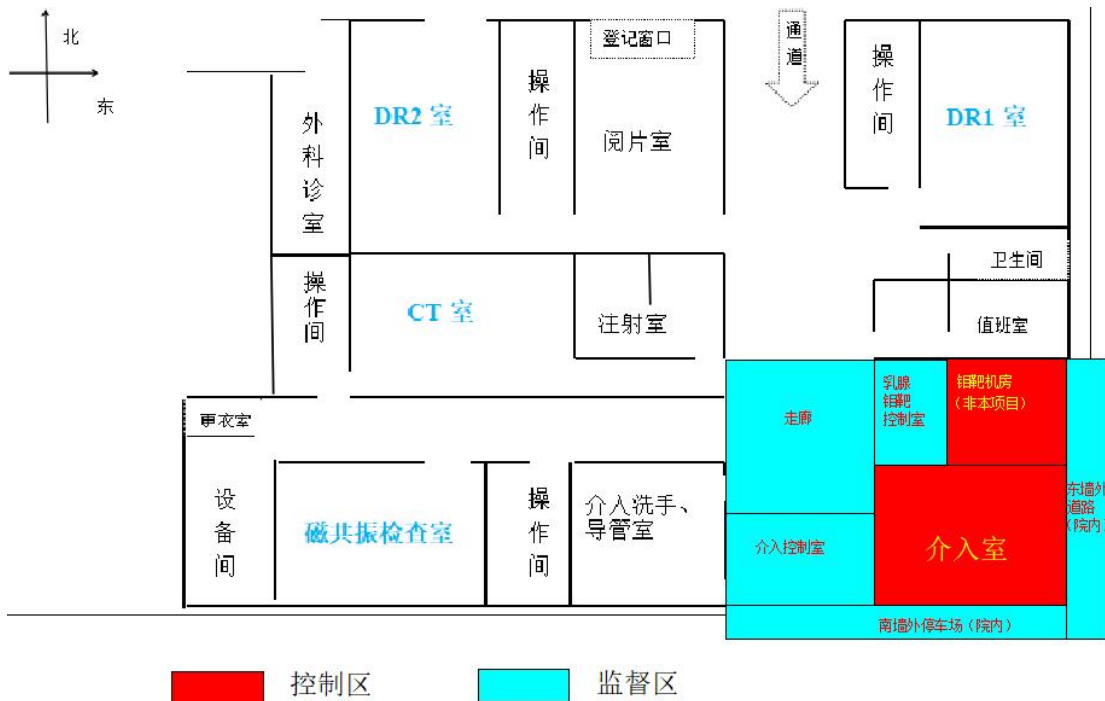 北
东
外科诊室
DR2 室
操作间
登记窗口
阅片室
通道
操作间
DR1 室
操作间
CT 室
注射室
卫生间
值班室
更衣室
走廊
乳腺
钼靶
控制室
钼靶机房
（非本项目）
设备间
磁共振检查室
操作间
介入洗手、
导管室
介入控制室
介入室
东墙外
道路
（院内
南墙外停车场（院内）
控制区
监督区